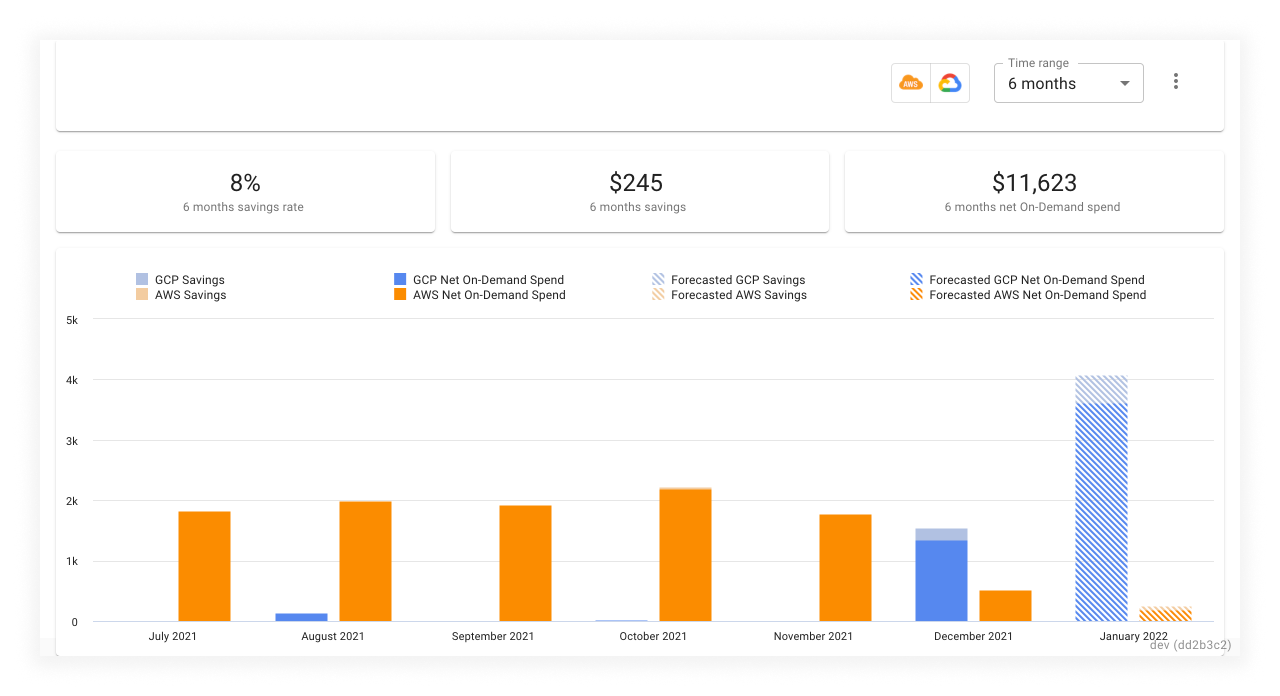 Time range
AWS
6 months
8%
6 months savings rate
$245
6 months savings
$11,623
6 months net On-Demand spend
GCP Savings
GCP Net On-Demand Spend
Forecasted GCP Savings
Forecasted GCP Net On-Demand Spend
AWS Savings
AWS Net On-Demand Spend
Forecasted AWS Savings
Forecasted AWS Net On-Demand Spend
5k
4k
3k
2k
1k
0
July 2021
August 2021
September 2021
October 2021
November 2021
December 2021
January 2022
dev (dd2b3c2)